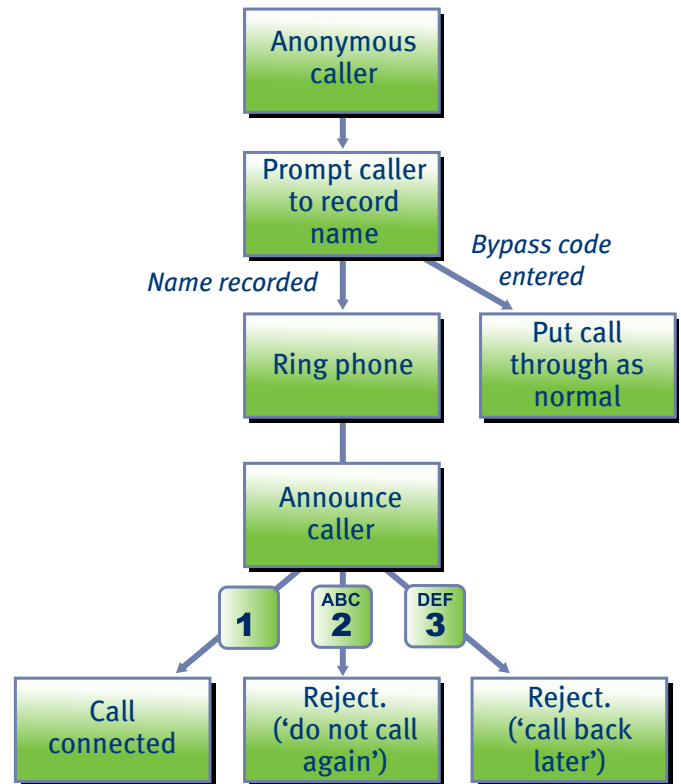 Anonymous
caller
Prompt caller
to record
name
Name recorded
Bypass code
entered
Ring phone
Put call
through as
normal
Announce
caller
1
ABC
2
DEF
3
Call
connected
Reject.
(‘do not call
again’)
Reject.
(‘call back
later’)